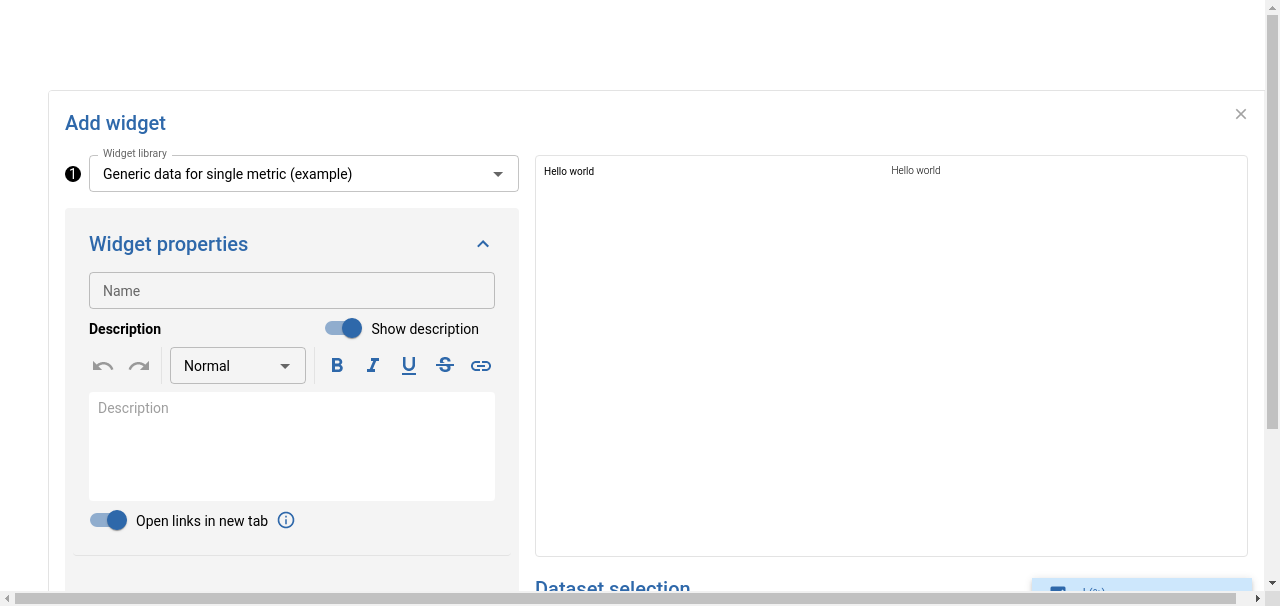 Add widget
Widget library
1 Generic data for single metric (example)
Hello world
Hello world
Widget properties
Name
Description
Show description
Normal
B I U S
Description
Open links in new tab
Dataset selection